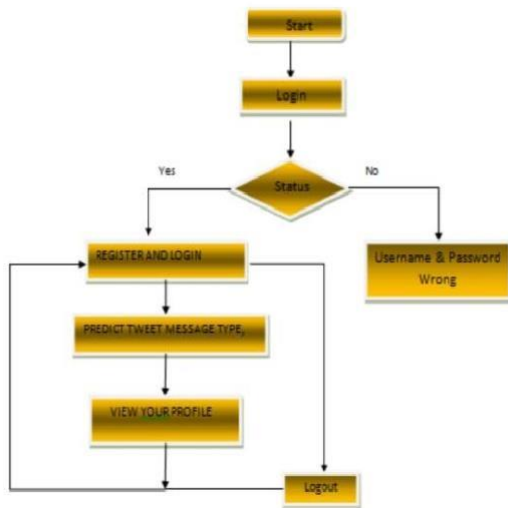 Start
Login
Status
Yes
No
REGISTER AND LOGIN
Username & Password
Wrong
PREDICT TWEET MESSAGE TYPE,
VIEW YOUR PROFILE
Logout